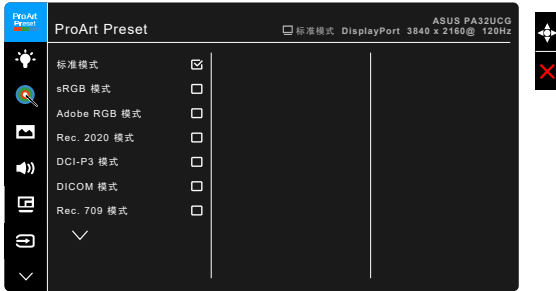 ProArt
Preset
ProArt Preset
ASUS PA32UCG
标准模式 DisplayPort 3840 x 2160@ 120Hz
标准模式
sRGB 模式
Adobe RGB 模式
Rec. 2020 模式
DCI-P3 模式
DICOM 模式
Rec. 709 模式